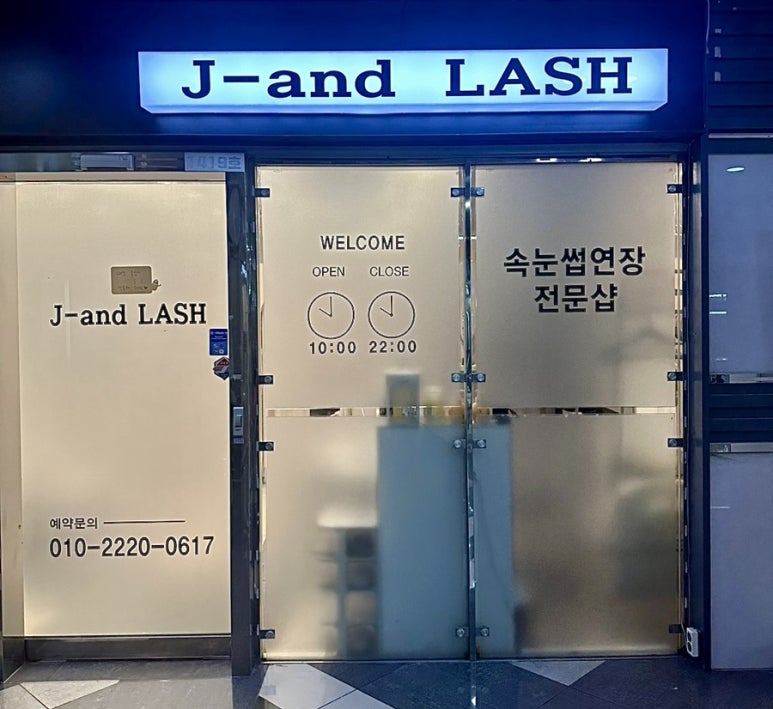 J-and LASH
1419호
J-and LASH
예약문의
010-2220-0617
WELCOME
OPEN CLOSE
10:00 22:00
속눈썹연장
전문샵